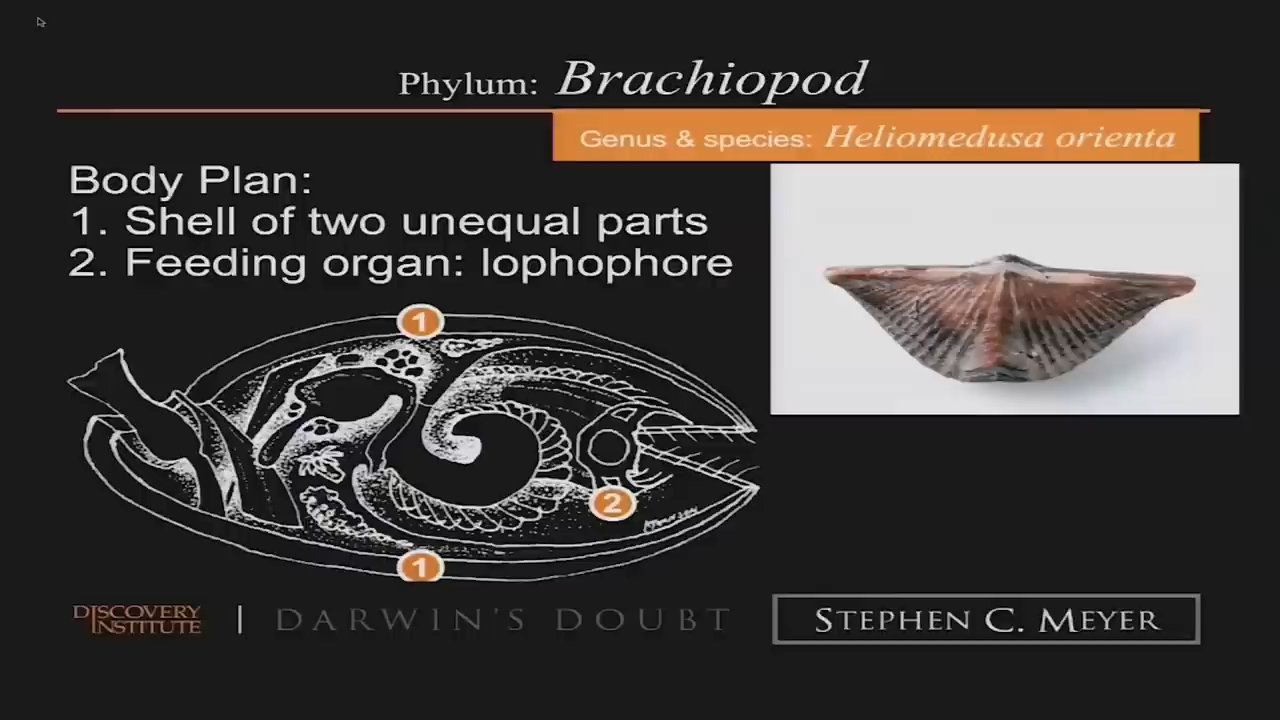 Phylum: Brachiopod
Genus & species: Heliomedusa orienta
Body Plan:
1. Shell of two unequal parts
2. Feeding organ: lophophore
1
2
1
DISCOVERY
INSTITUTE
DARWIN'S DOUBT
STEPHEN C. MEYER